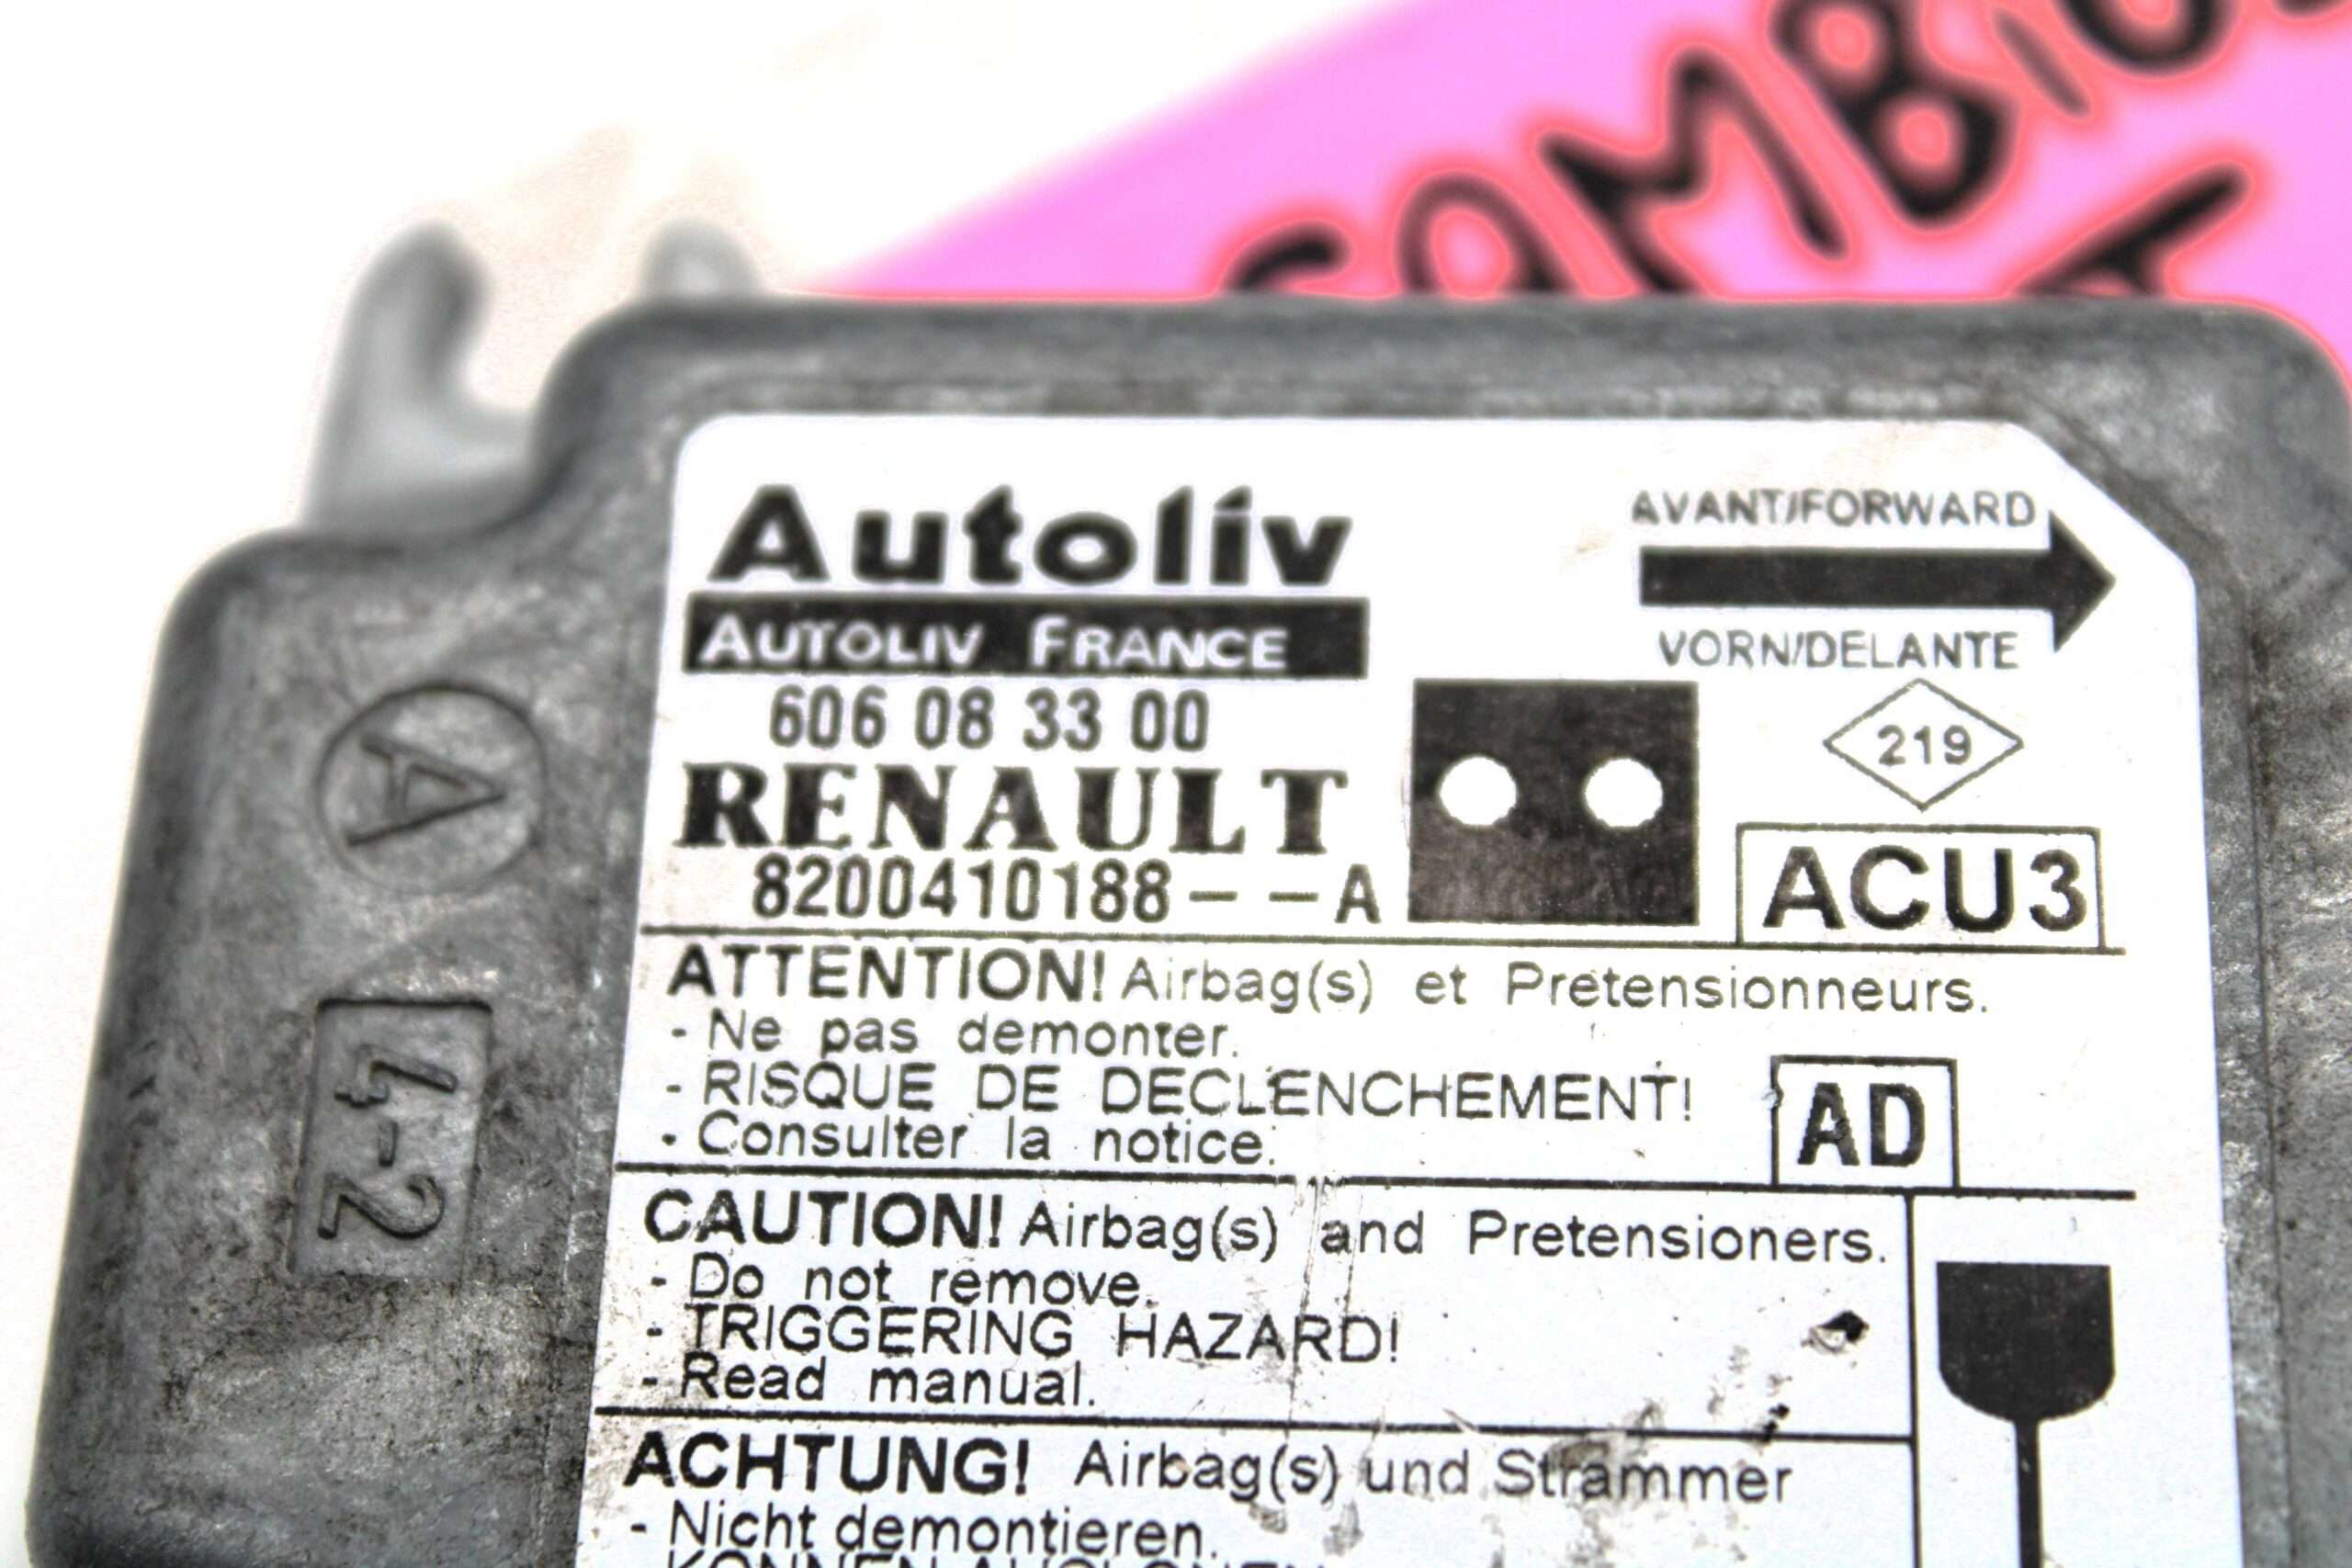 Autoliv
AUTOLIV FRANCE
606 08 33 00
RENAULT
8200410188--A
AVANT/FORWARD
VORN/DELANTE
219
ACU3
ATTENTION! Airbag(s) et Pretensionneurs.
- Ne pas demonter.
- RISQUE DE DECLENCHEMENT!
- Consulter la notice.
AD
CAUTION! Airbag(s) and Pretensioners.
- Do not remove.
- TRIGGERING HAZARD!
- Read manual.
ACHTUNG! Airbag(s) und Strammer
- Nicht demontieren.
A
4-2